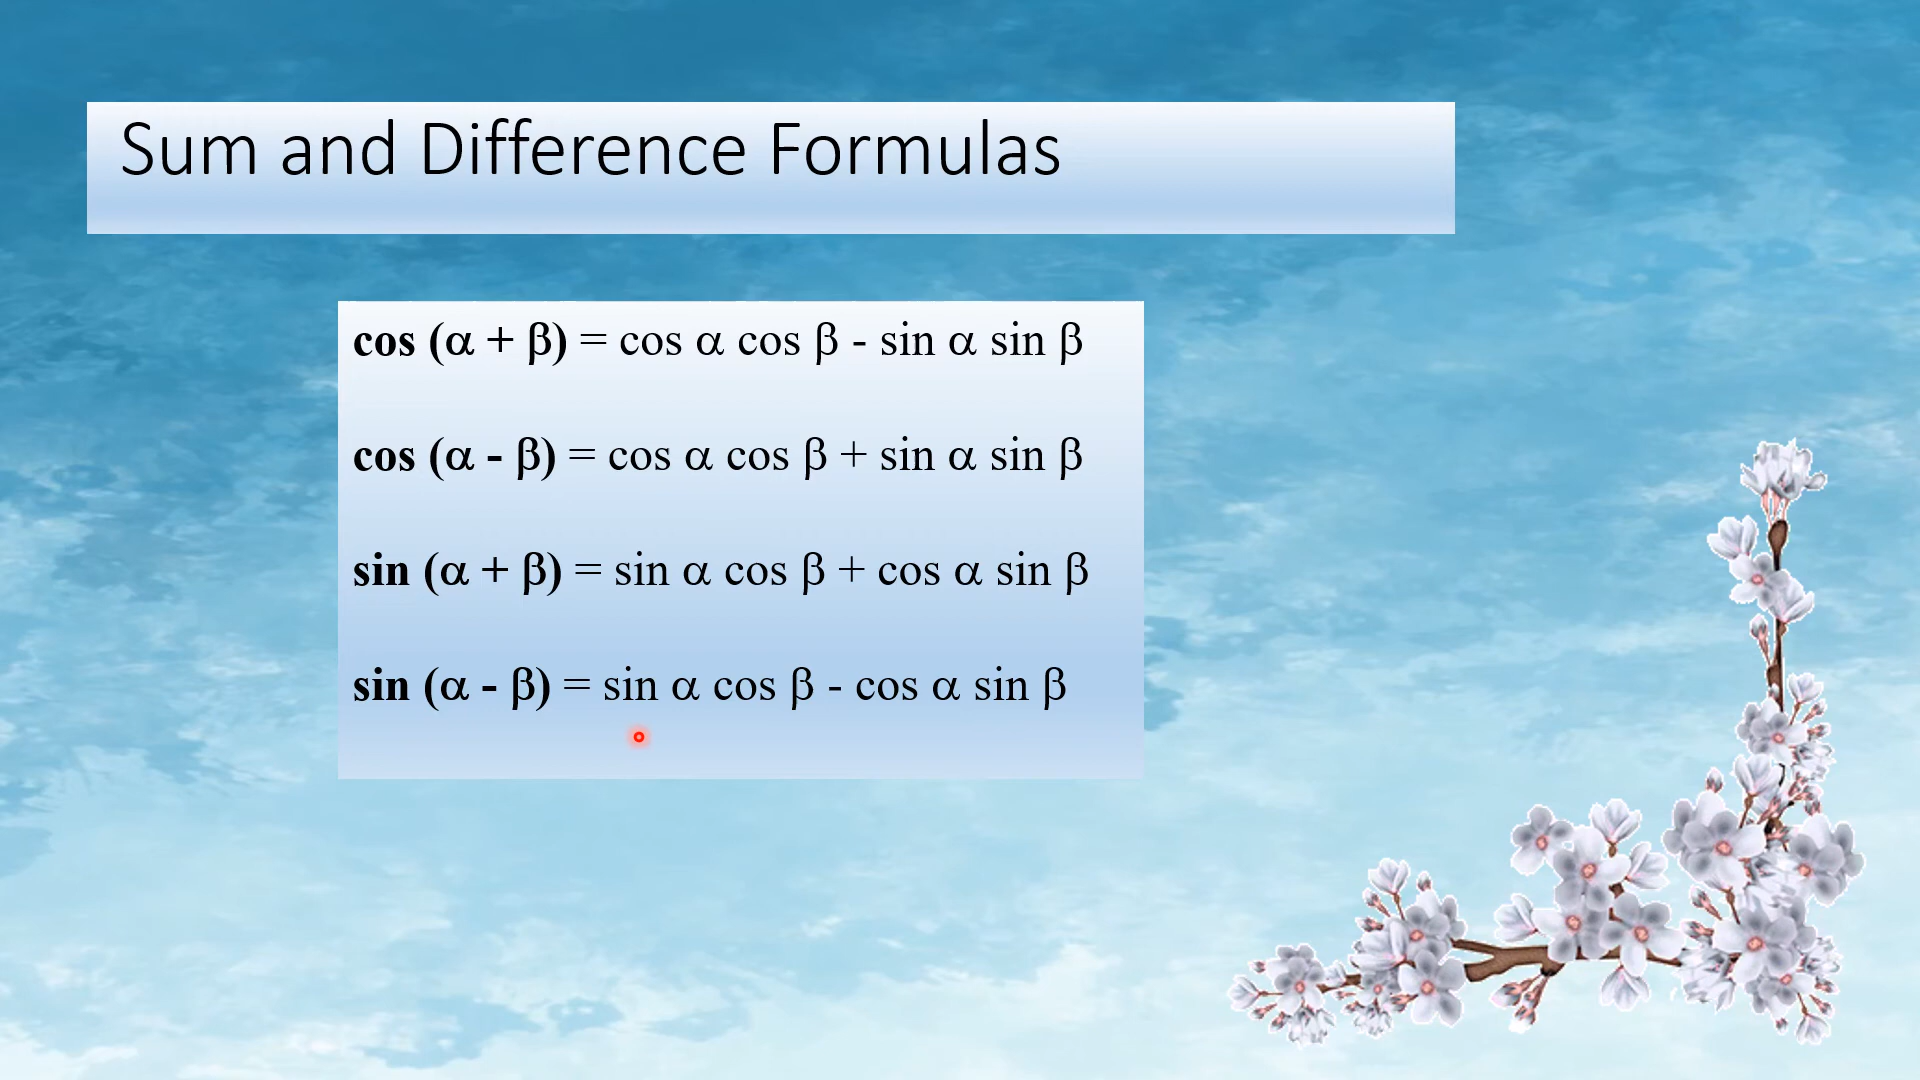 Sum and Difference Formulas
cos (α + β) = cos α cos β - sin α sin β
cos (α - β) = cos α cos β + sin α sin β
sin (α + β) = sin α cos β + cos α sin β
sin (α - β) = sin α cos β - cos α sin β